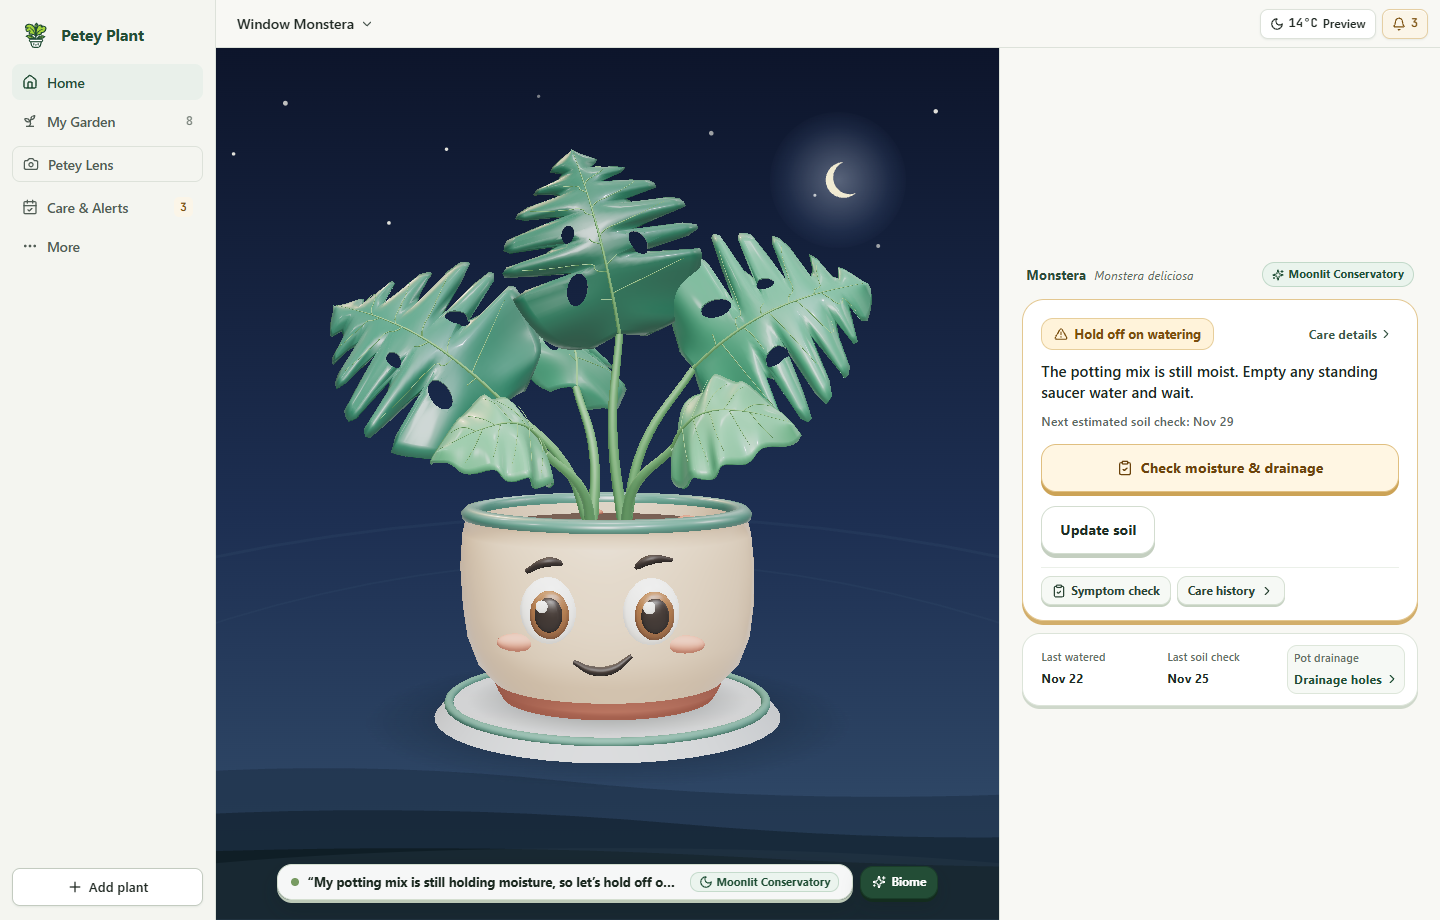 Petey Plant
Home
My Garden 8
Petey Lens
Care & Alerts 3
More
Add plant
Window Monstera
14°C Preview
3
“My potting mix is still holding moisture, so let’s hold off o...
Moonlit Conservatory
Biome
Monstera Monstera deliciosa
Moonlit Conservatory
Hold off on watering
Care details
The potting mix is still moist. Empty any standing
saucer water and wait.
Next estimated soil check: Nov 29
Check moisture & drainage
Update soil
Symptom check
Care history
Last watered
Nov 22
Last soil check
Nov 25
Pot drainage
Drainage holes